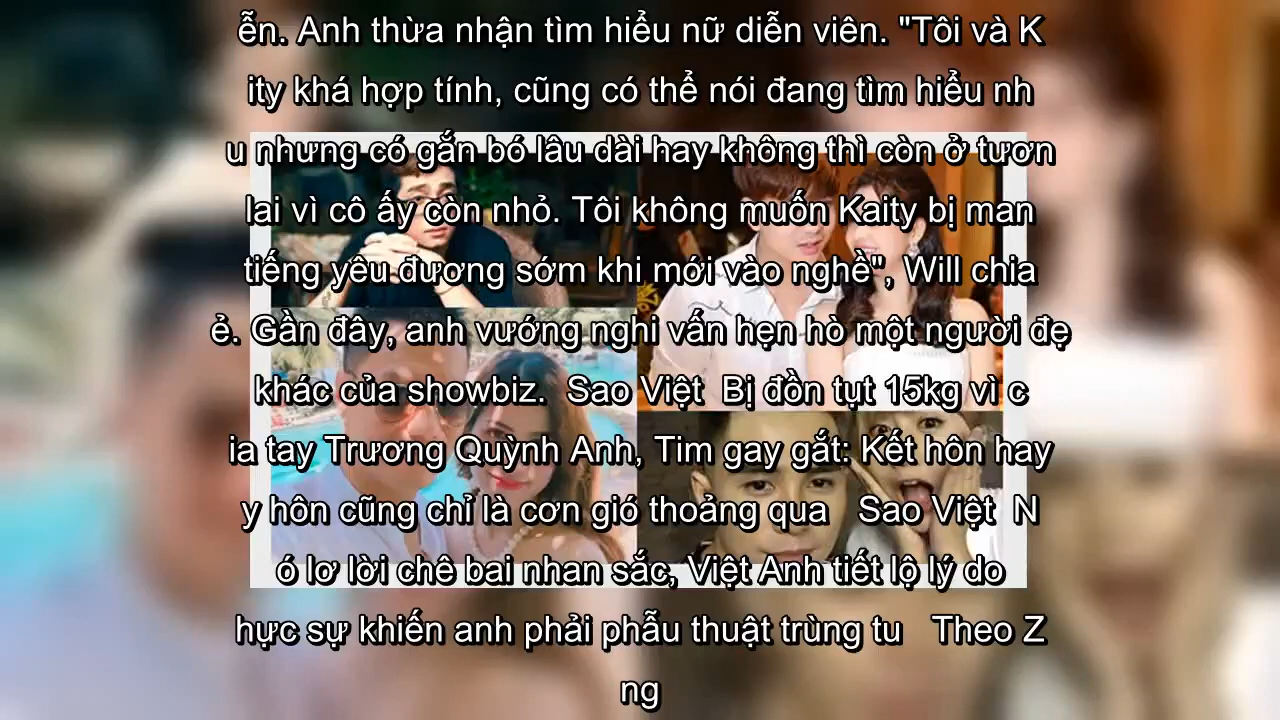 ễn. Anh thừa nhận tìm hiểu nữ diễn viên. "Tôi và K
ity khá hợp tính, cũng có thể nói đang tìm hiểu nh
u nhưng có gắn bó lâu dài hay không thì còn ở tươn
lai vì cô ấy còn nhỏ. Tôi không muốn Kaity bị man
tiếng yêu đương sớm khi mới vào nghề", Will chia
ẻ. Gần đây, anh vướng nghi vấn hẹn hò một người đẹ
khác của showbiz. Sao Việt Bị đồn tụt 15kg vì c
ia tay Trương Quỳnh Anh, Tim gay gắt: Kết hôn hay
y hôn cũng chỉ là cơn gió thoảng qua Sao Việt N
ó lơ lời chê bai nhan sắc, Việt Anh tiết lộ lý do
hực sự khiến anh phải phẫu thuật trùng tu Theo Z
ng